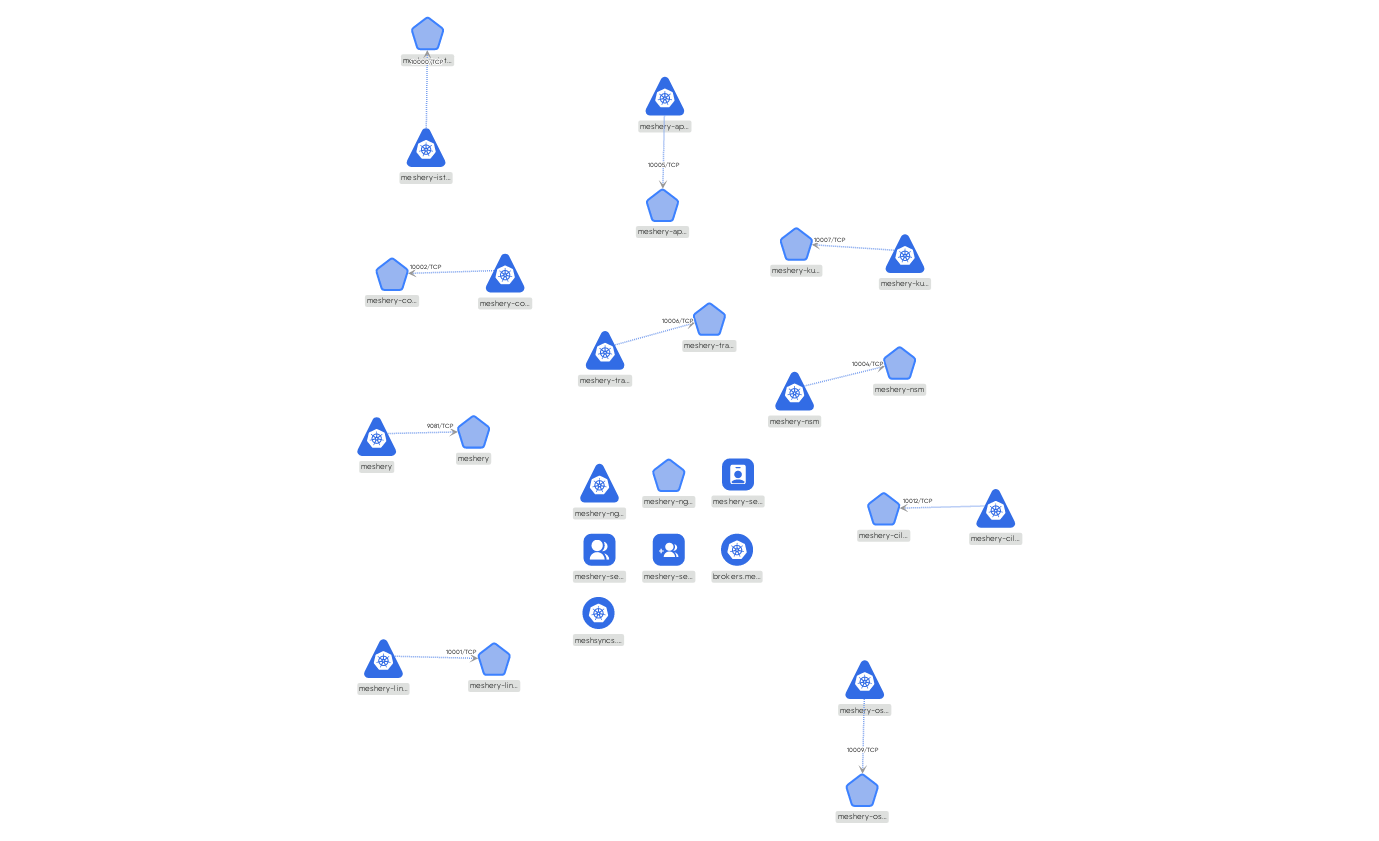 10000/TCP
meshery-ist...
meshery-ap...
10005/TCP
meshery-ap...
10007/TCP
meshery-ku...
meshery-ku...
10002/TCP
meshery-co...
meshery-co...
10006/TCP
meshery-tra...
meshery-tra...
10004/TCP
meshery-nsm
meshery-nsm
9081/TCP
meshery
meshery
meshery-ng...
meshery-ng...
meshery-se...
10012/TCP
meshery-cil...
meshery-cil...
meshery-se...
meshery-se...
brokers.me...
meshsyncs....
10001/TCP
meshery-lin...
meshery-lin...
meshery-os...
10009/TCP
meshery-os...